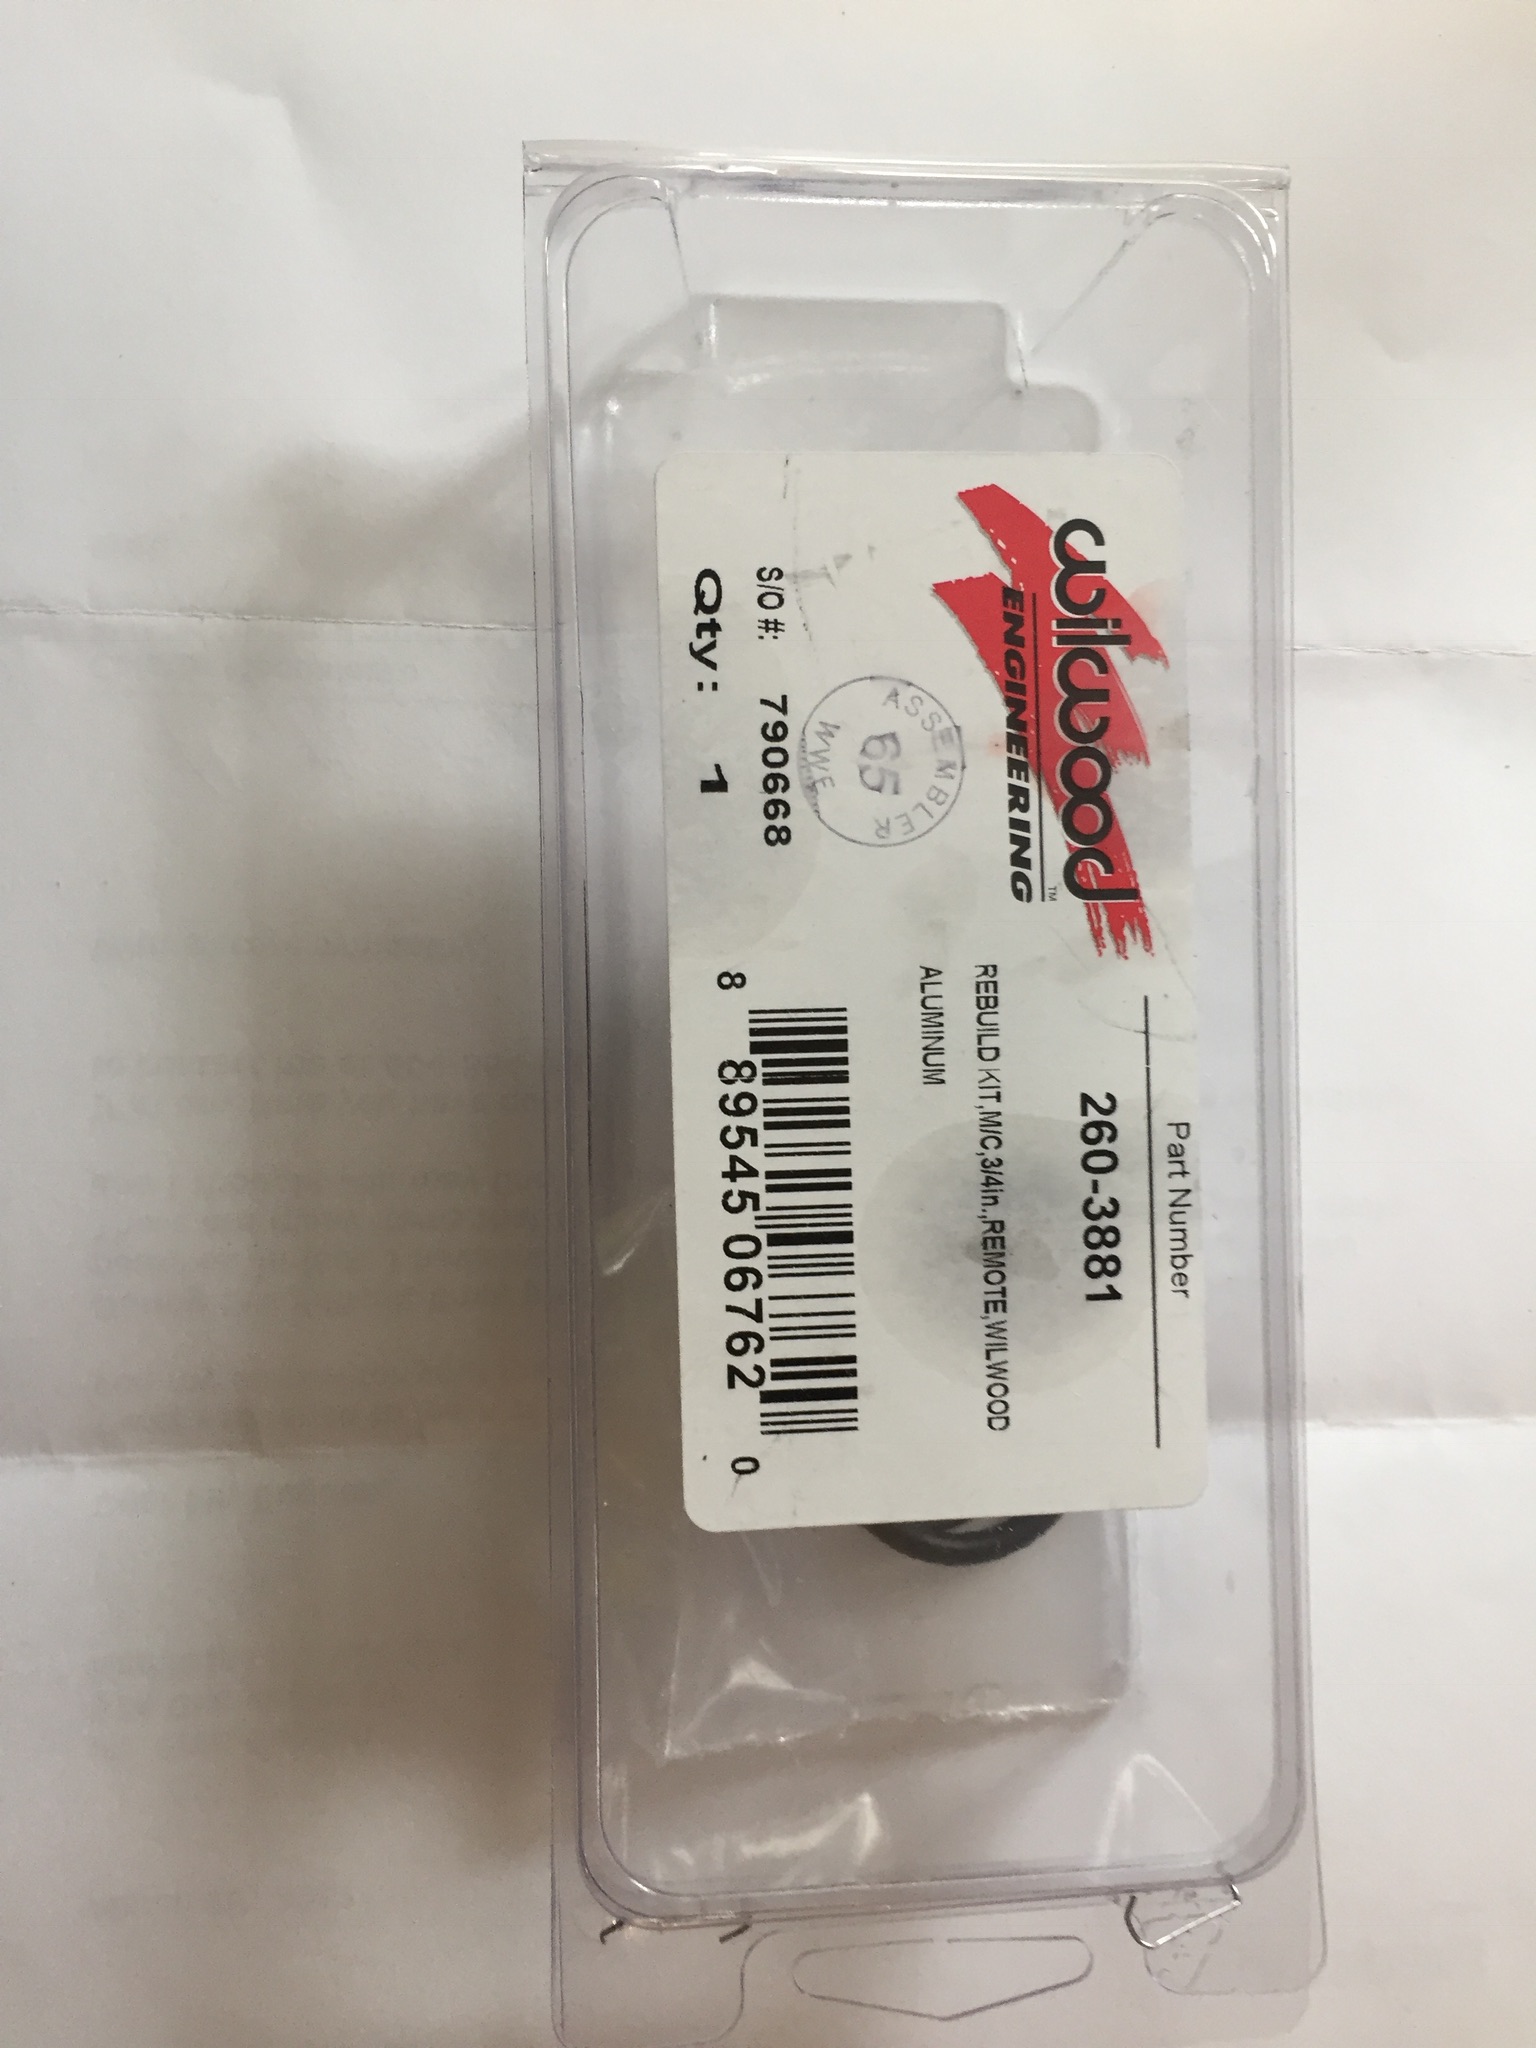 wilwood
ENGINEERING™
Part Number
260-3881
REBUILD KIT,M/C,3/4in.,REMOTE,WILWOOD
ALUMINUM
ASSEMBLER
65
WWE
S/O #: 790668
Qty: 1
8 89545 06762 0